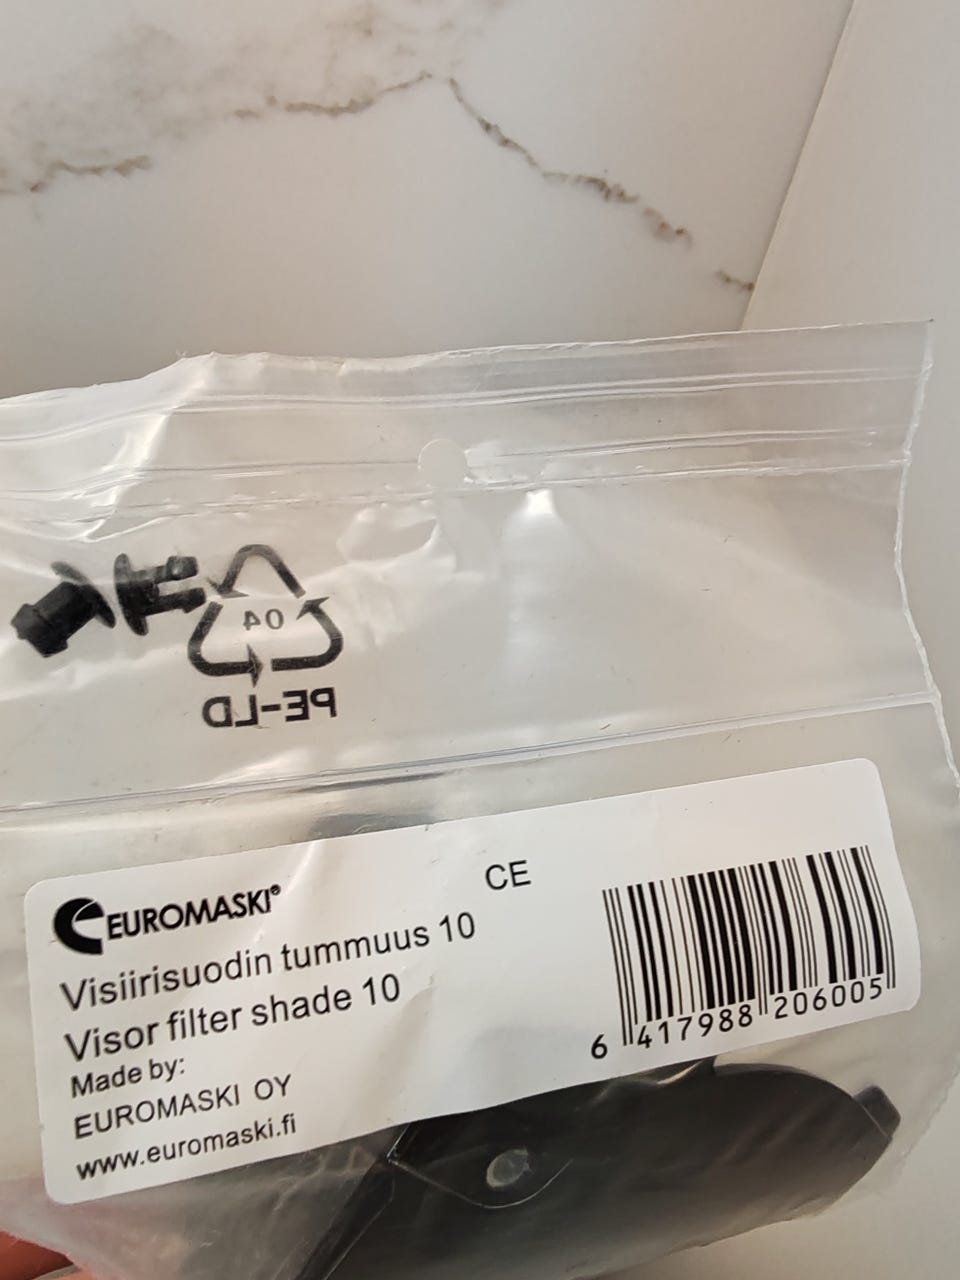 04
PE-LD
EUROMASKI®
CE
Visiirisuodin tummuus 10
Visor filter shade 10
Made by:
EUROMASKI OY
www.euromaski.fi
6 417988 206005